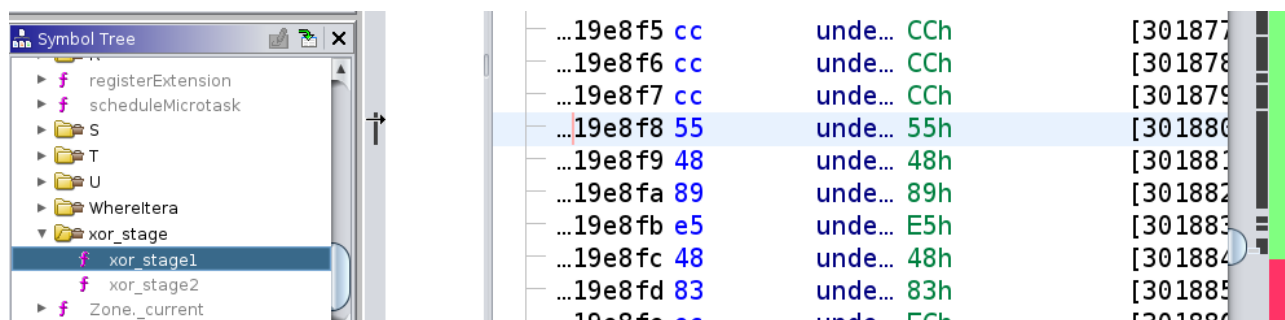 Symbol Tree
registerExtension
scheduleMicrotask
S
T
U
WhereItera
xor_stage
xor_stage1
xor_stage2
Zone._current
...19e8f5 cc unde... CCh [301877
...19e8f6 cc unde... CCh [301878
...19e8f7 cc unde... CCh [301879
...19e8f8 55 unde... 55h [301880
...19e8f9 48 unde... 48h [301881
...19e8fa 89 unde... 89h [301882
...19e8fb e5 unde... E5h [301883
...19e8fc 48 unde... 48h [301884
...19e8fd 83 unde... 83h [301885